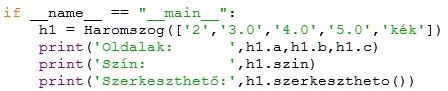 if __name__ == "__main__":
    h1 = Haromszog(['2','3.0','4.0','5.0','kék'])
    print('Oldalak:      ',h1.a,h1.b,h1.c)
    print('Szín:         ',h1.szin)
    print('Szerkeszthető:',h1.szerkesztheto())